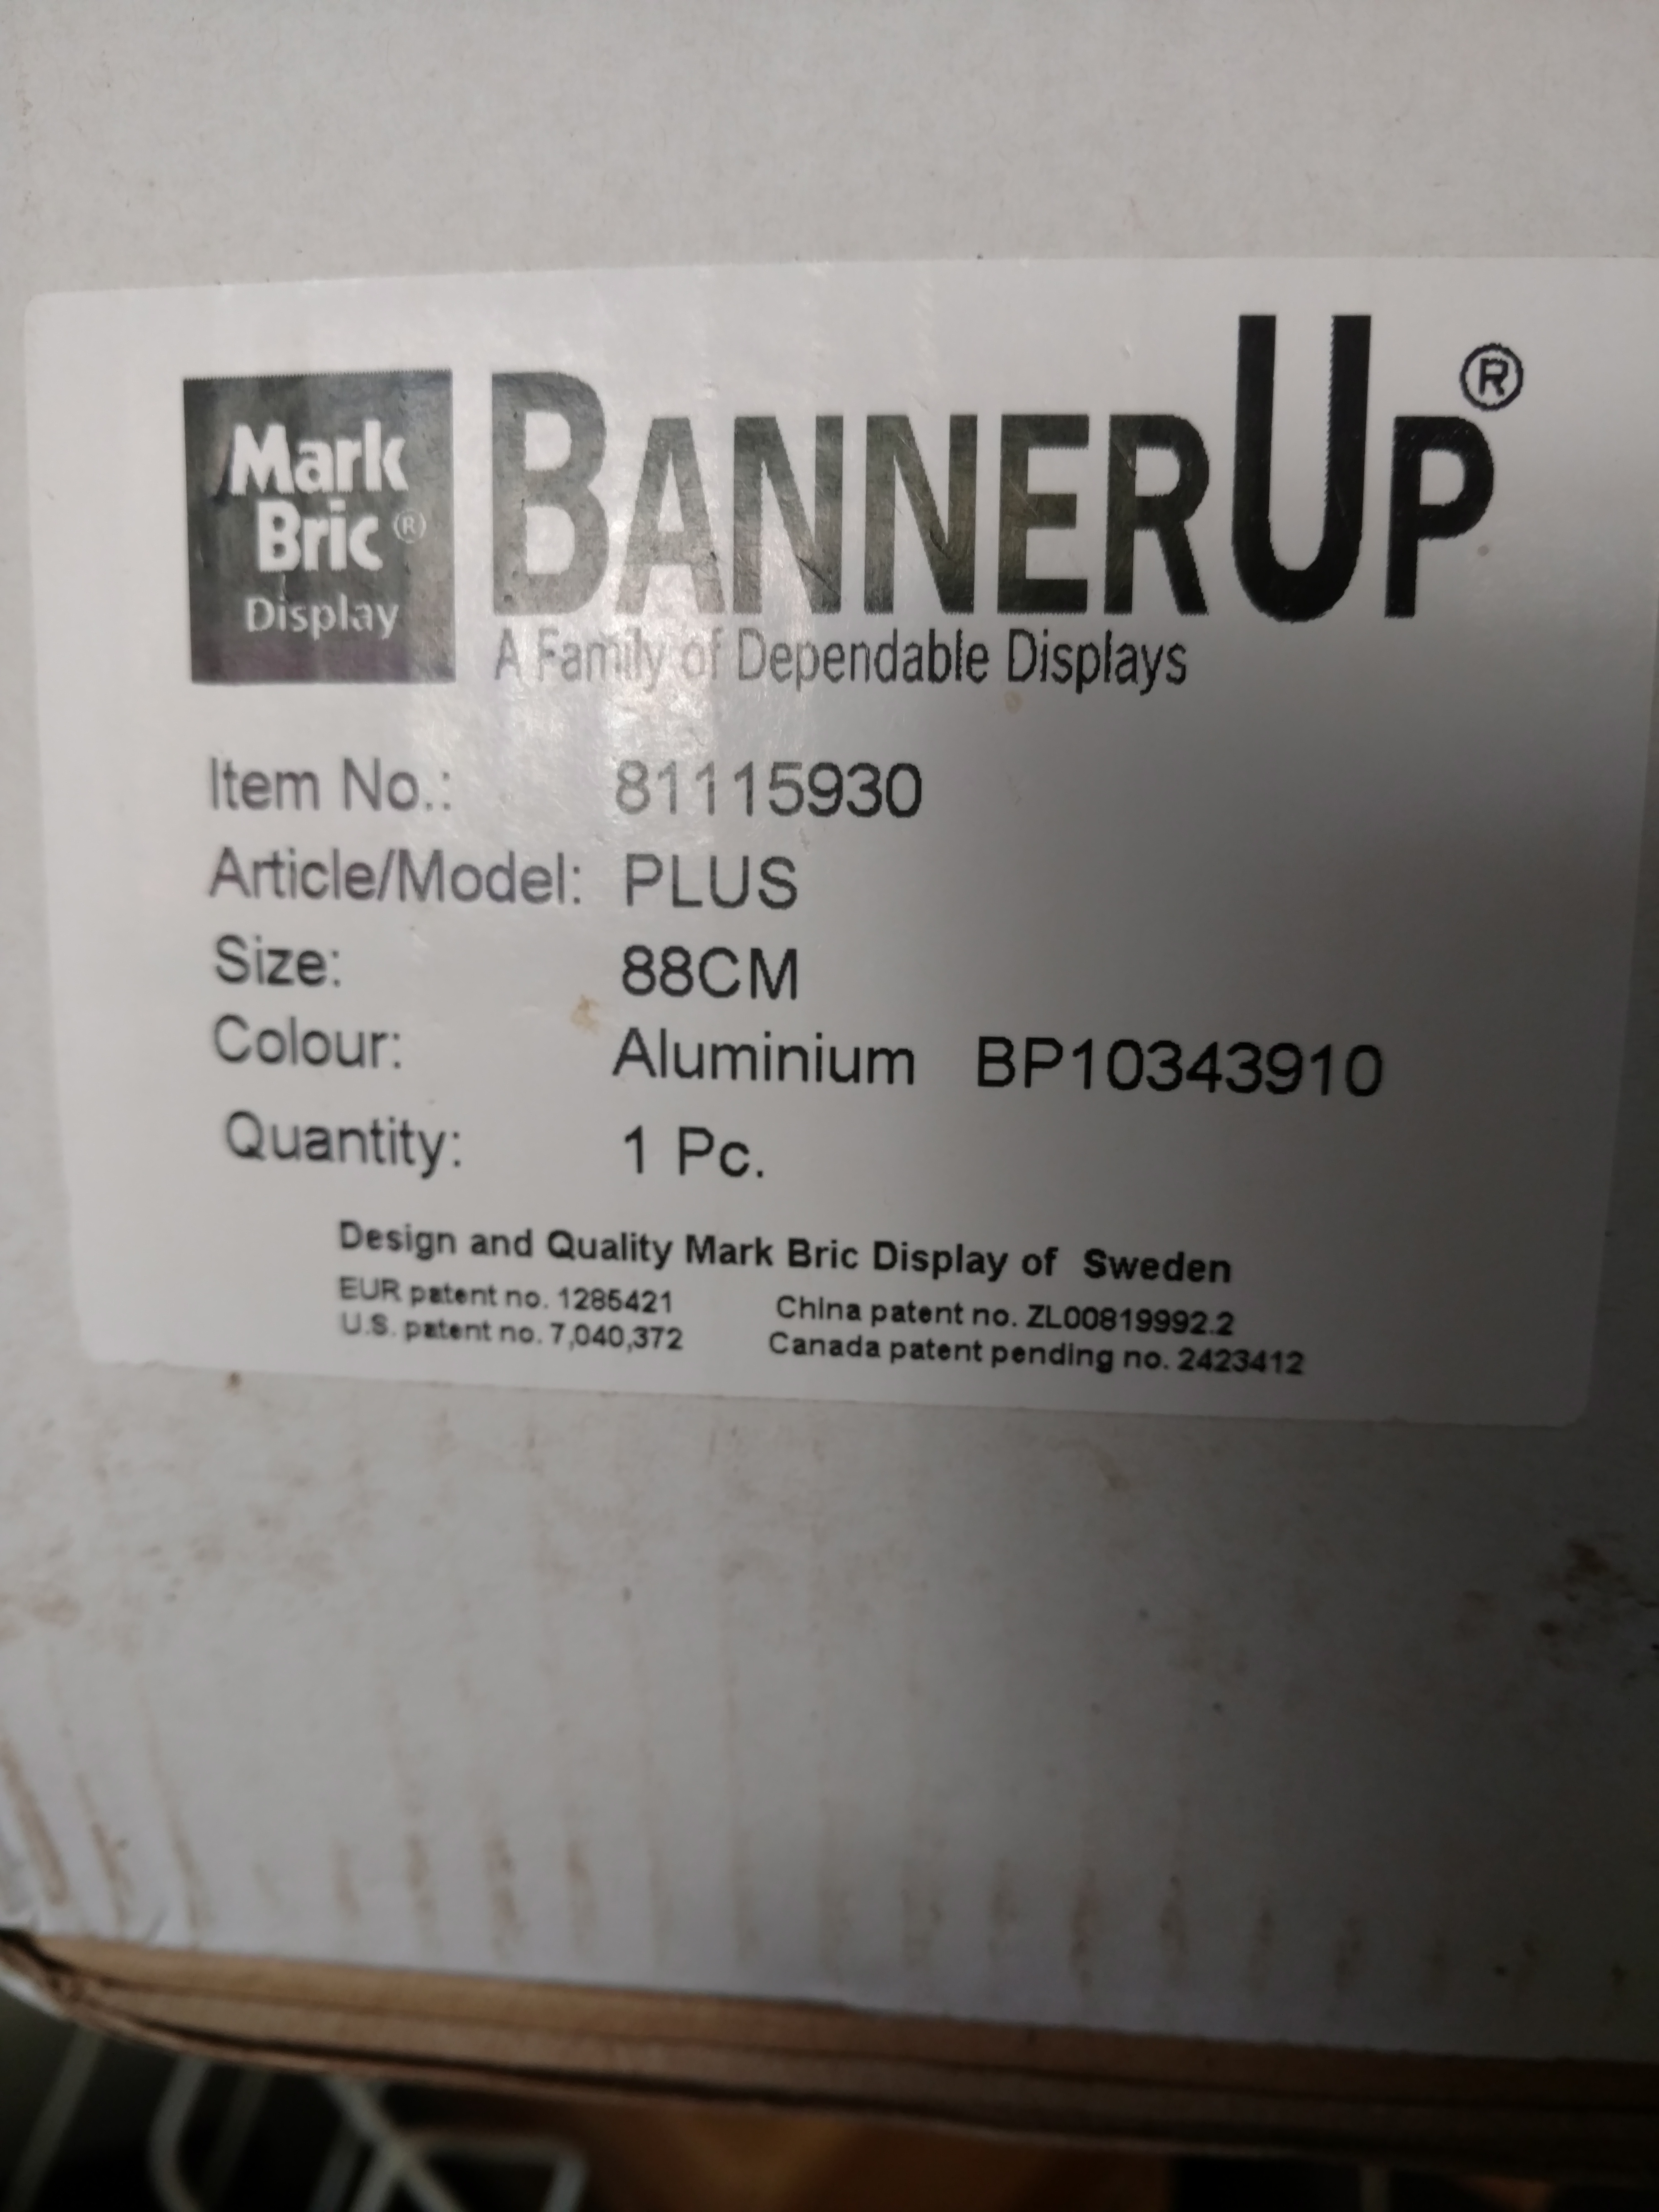 Mark
Bric®
Display
BANNERUP®
A Family of Dependable Displays
Item No.: 81115930
Article/Model: PLUS
Size: 88CM
Colour: Aluminium BP10343910
Quantity: 1 Pc.
Design and Quality Mark Bric Display of Sweden
EUR patent no. 1285421 China patent no. ZL00819992.2
U.S. patent no. 7,040,372 Canada patent pending no. 2423412